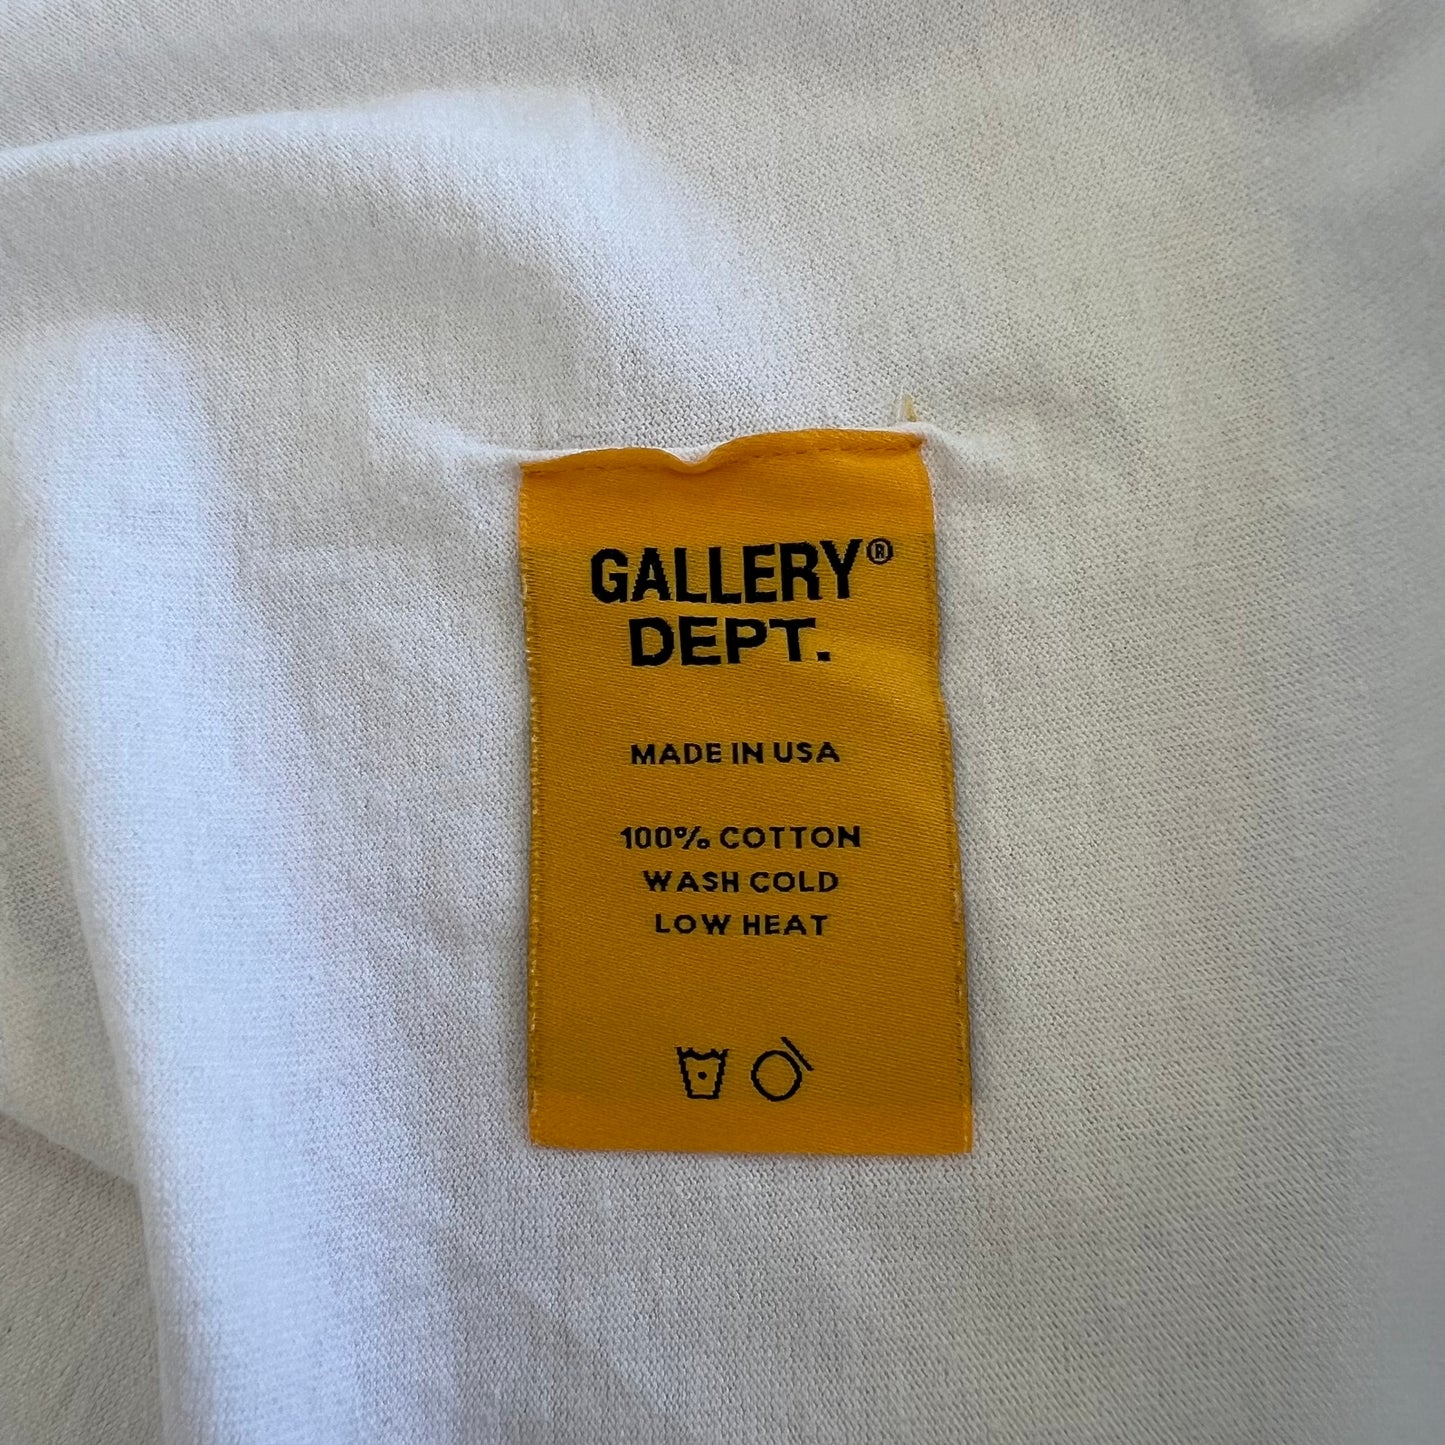 GALLERY®
DEPT.
MADE IN USA
100% COTTON
WASH COLD
LOW HEAT